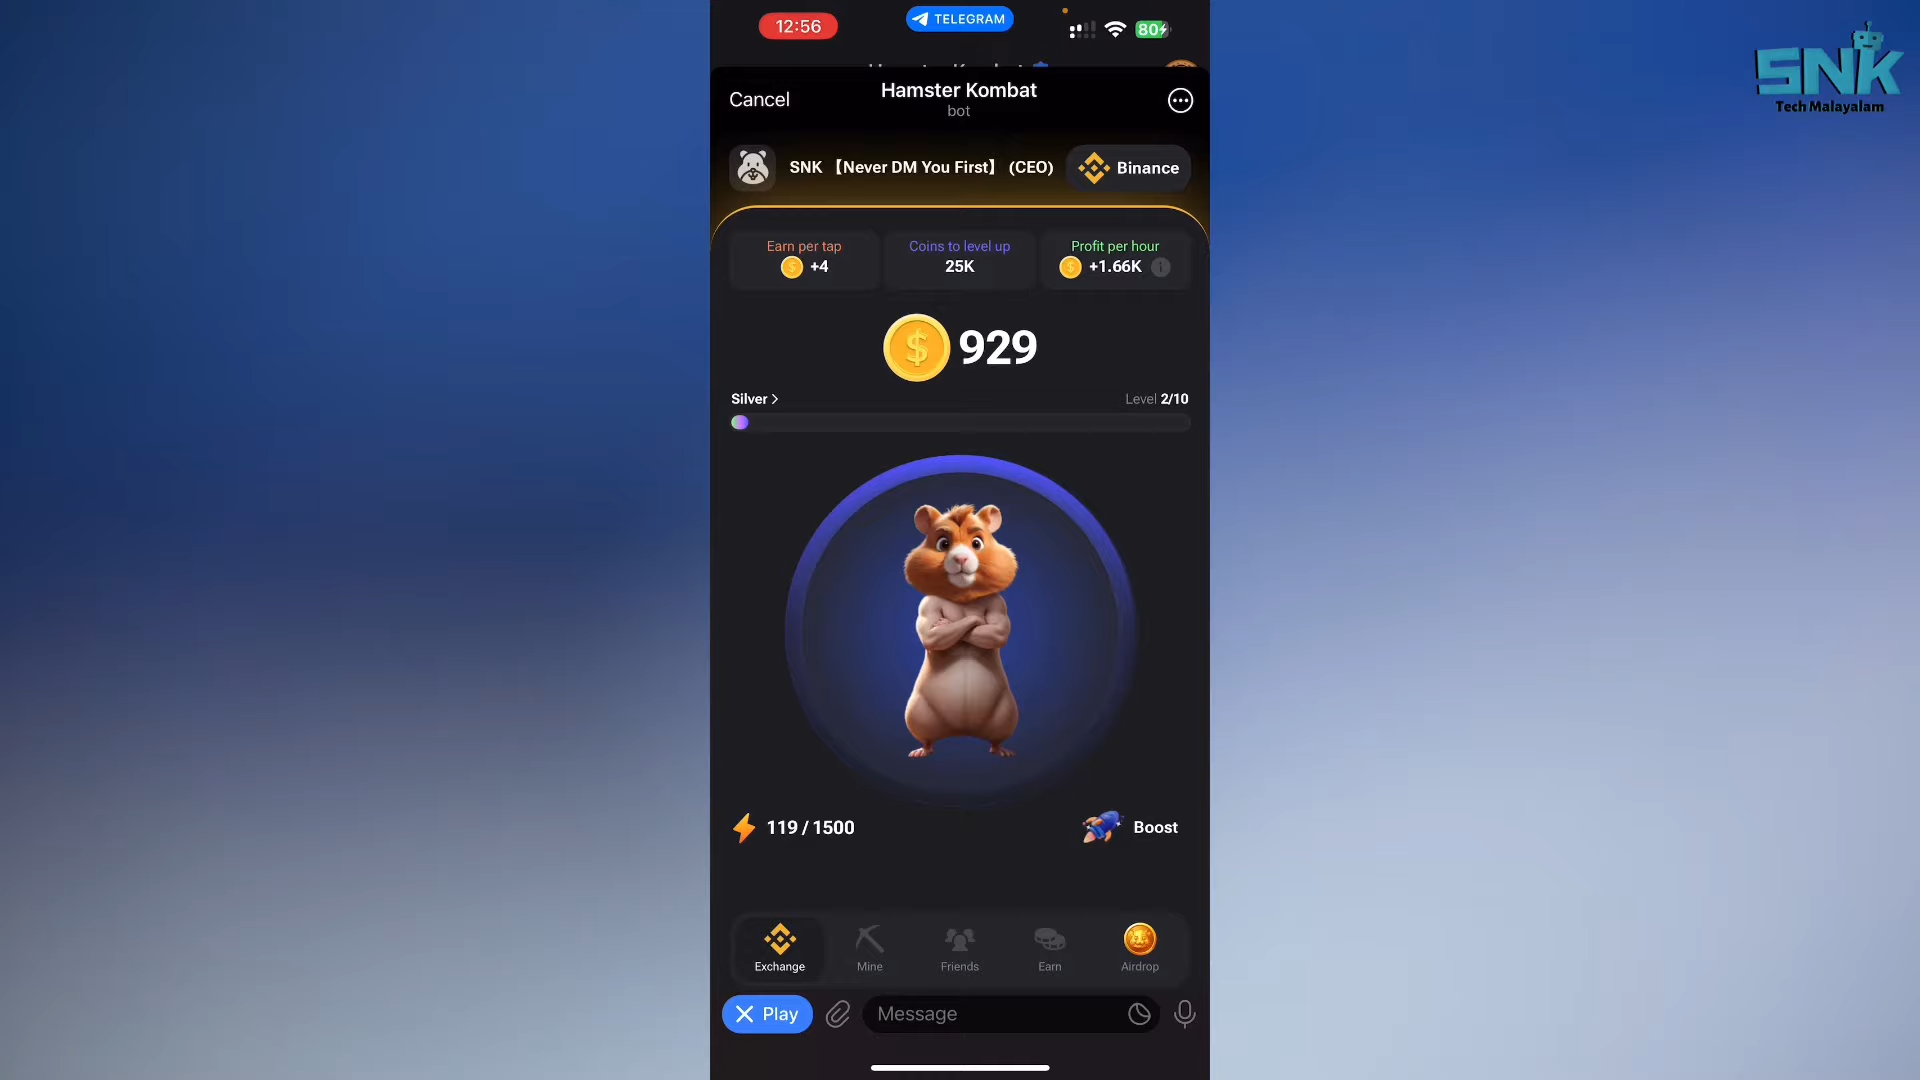 12:56
TELEGRAM
80
SNK
Tech Malayalam
Cancel
Hamster Kombat
bot
SNK 【Never DM You First】 (CEO)
Binance
Earn per tap
+4
Coins to level up
25K
Profit per hour
+1.66K
$ 929
Silver >
Level 2/10
119 / 1500
Boost
Exchange
Mine
Friends
Earn
Airdrop
Play
Message